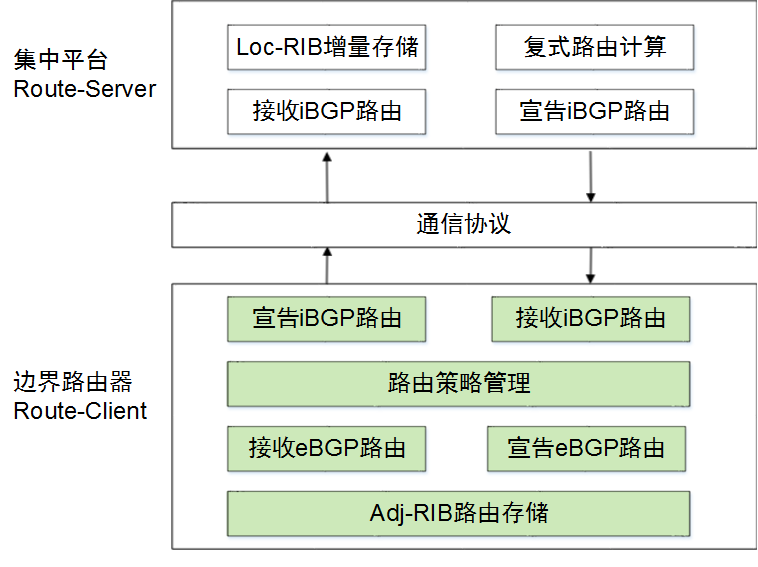 集中平台
Route-Server
Loc-RIB增量存储
复式路由计算
接收iBGP路由
宣告iBGP路由
通信协议
边界路由器
Route-Client
宣告iBGP路由
接收iBGP路由
路由策略管理
接收eBGP路由
宣告eBGP路由
Adj-RIB路由存储